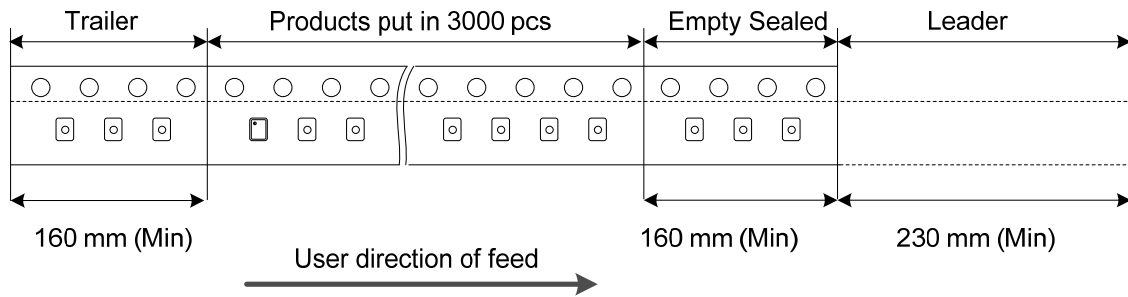 Trailer
Products put in 3000 pcs
Empty Sealed
Leader
160 mm (Min)
160 mm (Min)
230 mm (Min)
User direction of feed